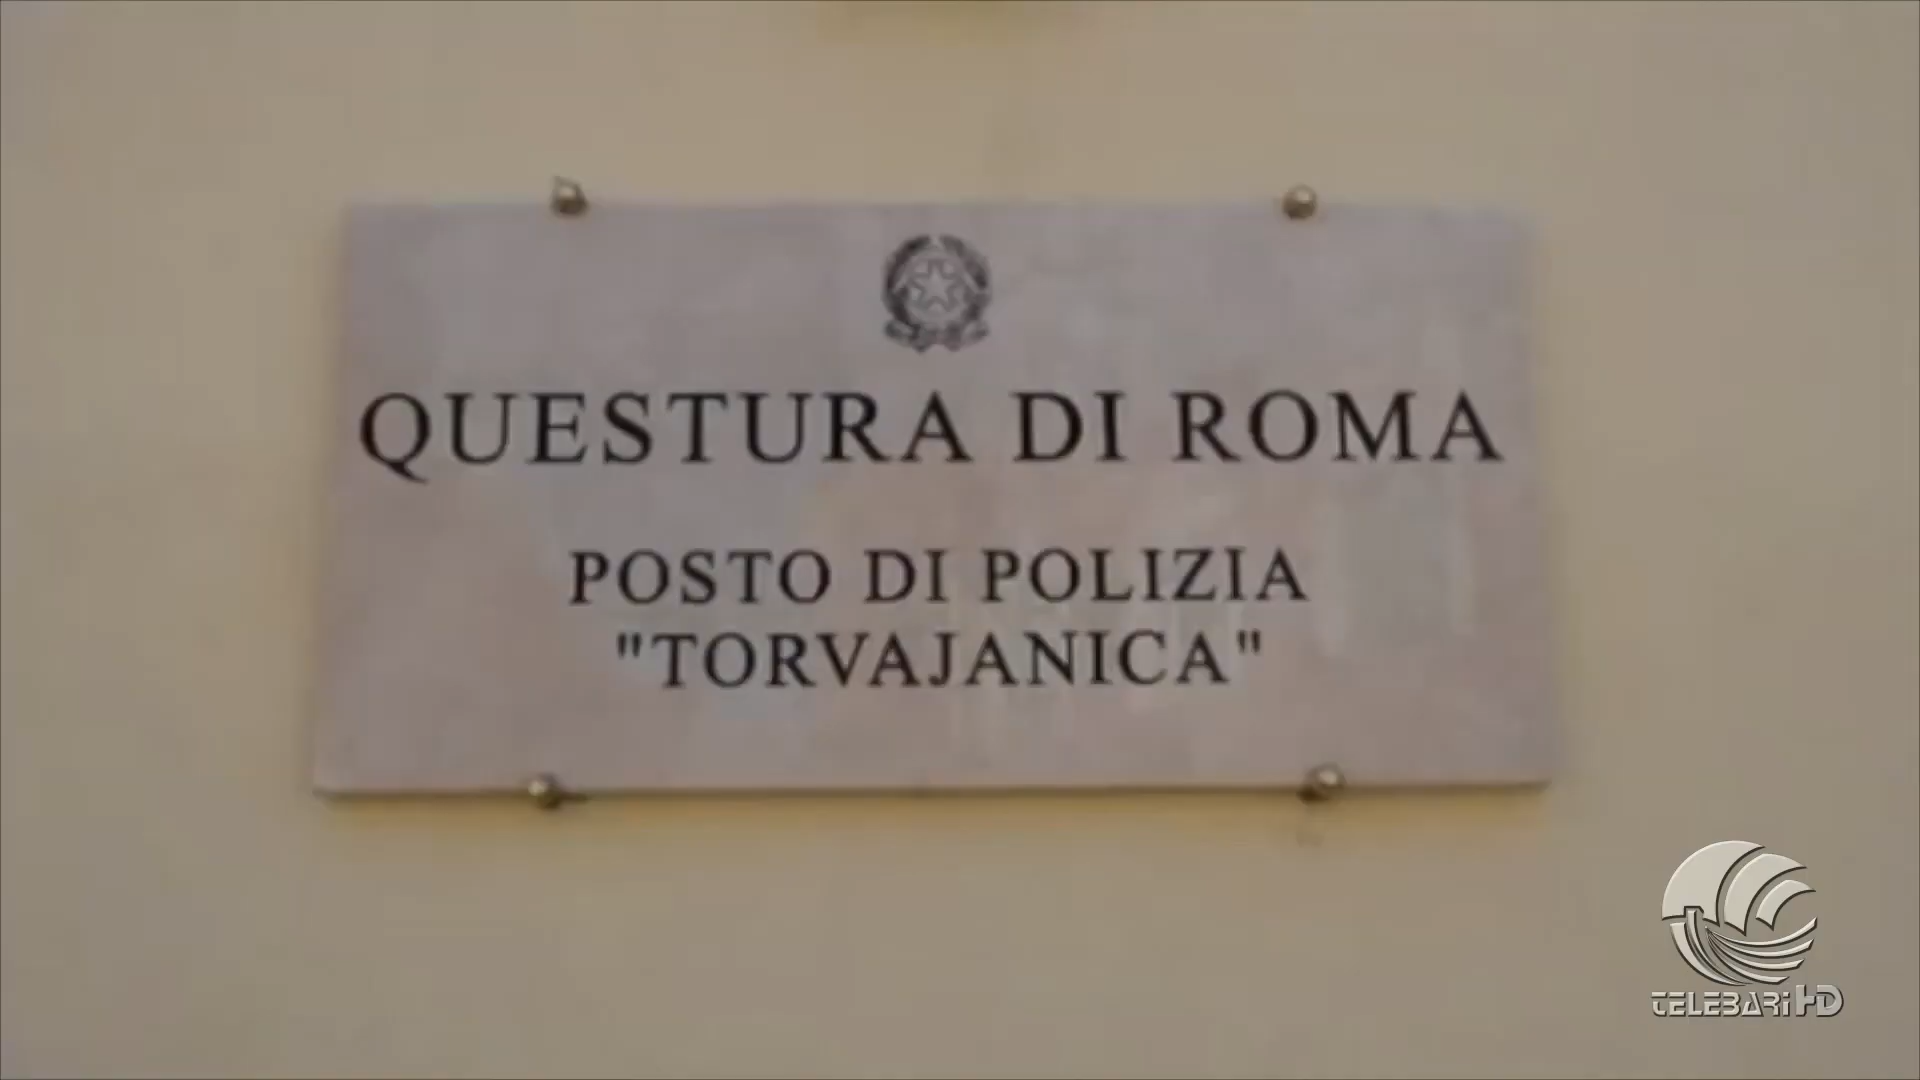 QUESTURA DI ROMA
POSTO DI POLIZIA
"TORVAJANICA"
TELEBARI HD